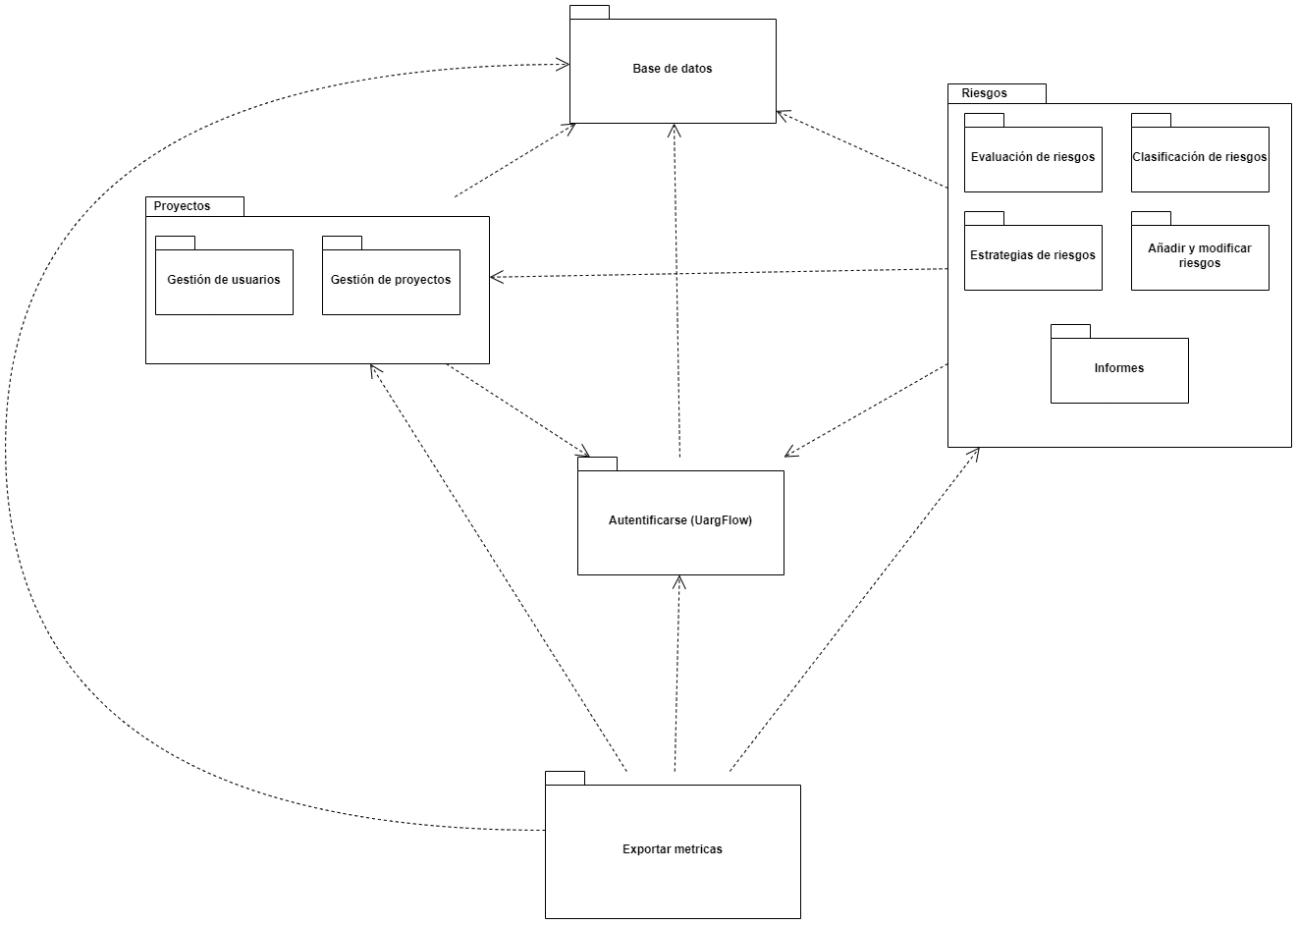 Base de datos
Riesgos
Evaluación de riesgos
Clasificación de riesgos
Proyectos
Estrategias de riesgos
Añadir y modificar
riesgos
Gestión de usuarios
Gestión de proyectos
Informes
Autentificarse (UargFlow)
Exportar metricas